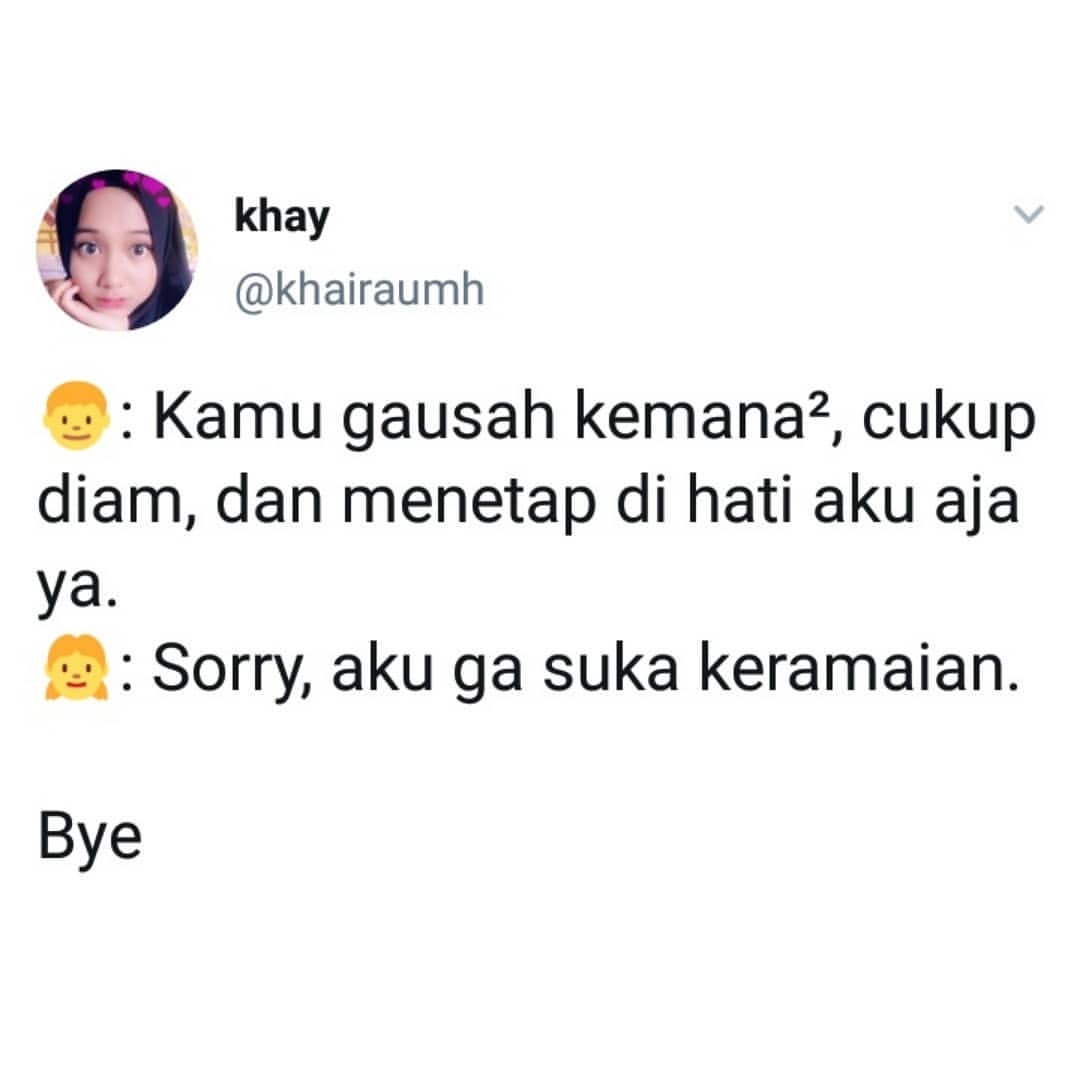 khay
@khairaumh
👦: Kamu gausah kemana², cukup
diam, dan menetap di hati aku aja
ya.
👧: Sorry, aku ga suka keramaian.
Bye